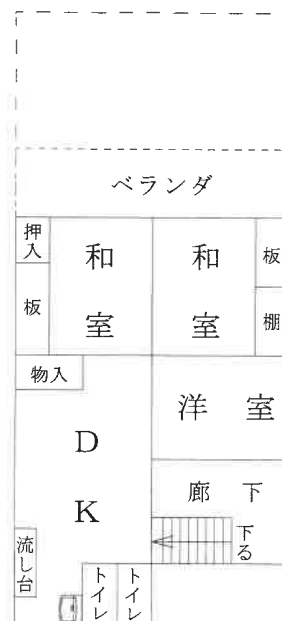 ベランダ
押入
和室
和室
板
板
棚
物入
洋室
DK
廊下
下る
流し台
トイレ
トイレ